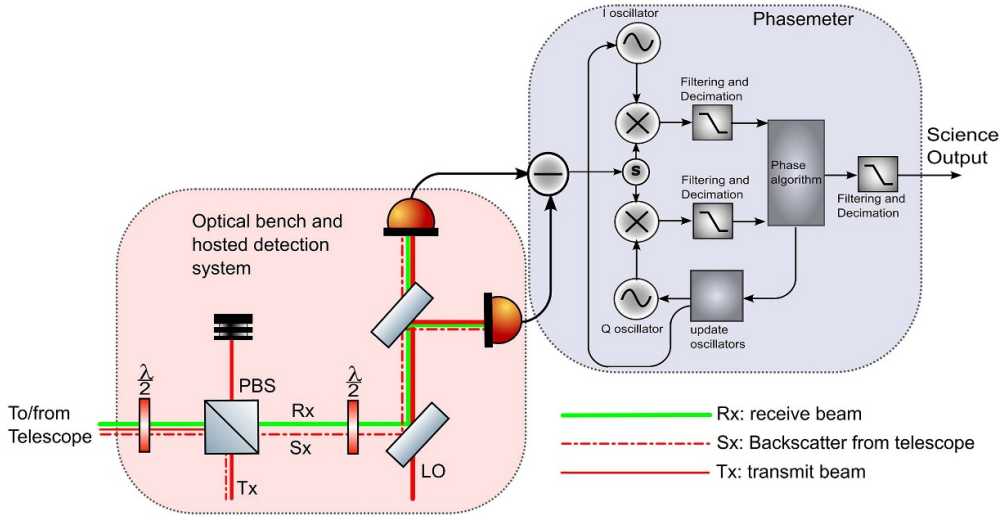 Phasemeter
I oscillator
Filtering and
Decimation
Science
Output
S
Phase
algorithm
Filtering and
Decimation
Filtering and
Decimation
Optical bench and
hosted detection
system
Q oscillator
update
oscillators
λ
2
PBS
λ
2
To/from
Telescope
Rx
Sx
LO
Tx
Rx: receive beam
Sx: Backscatter from telescope
Tx: transmit beam